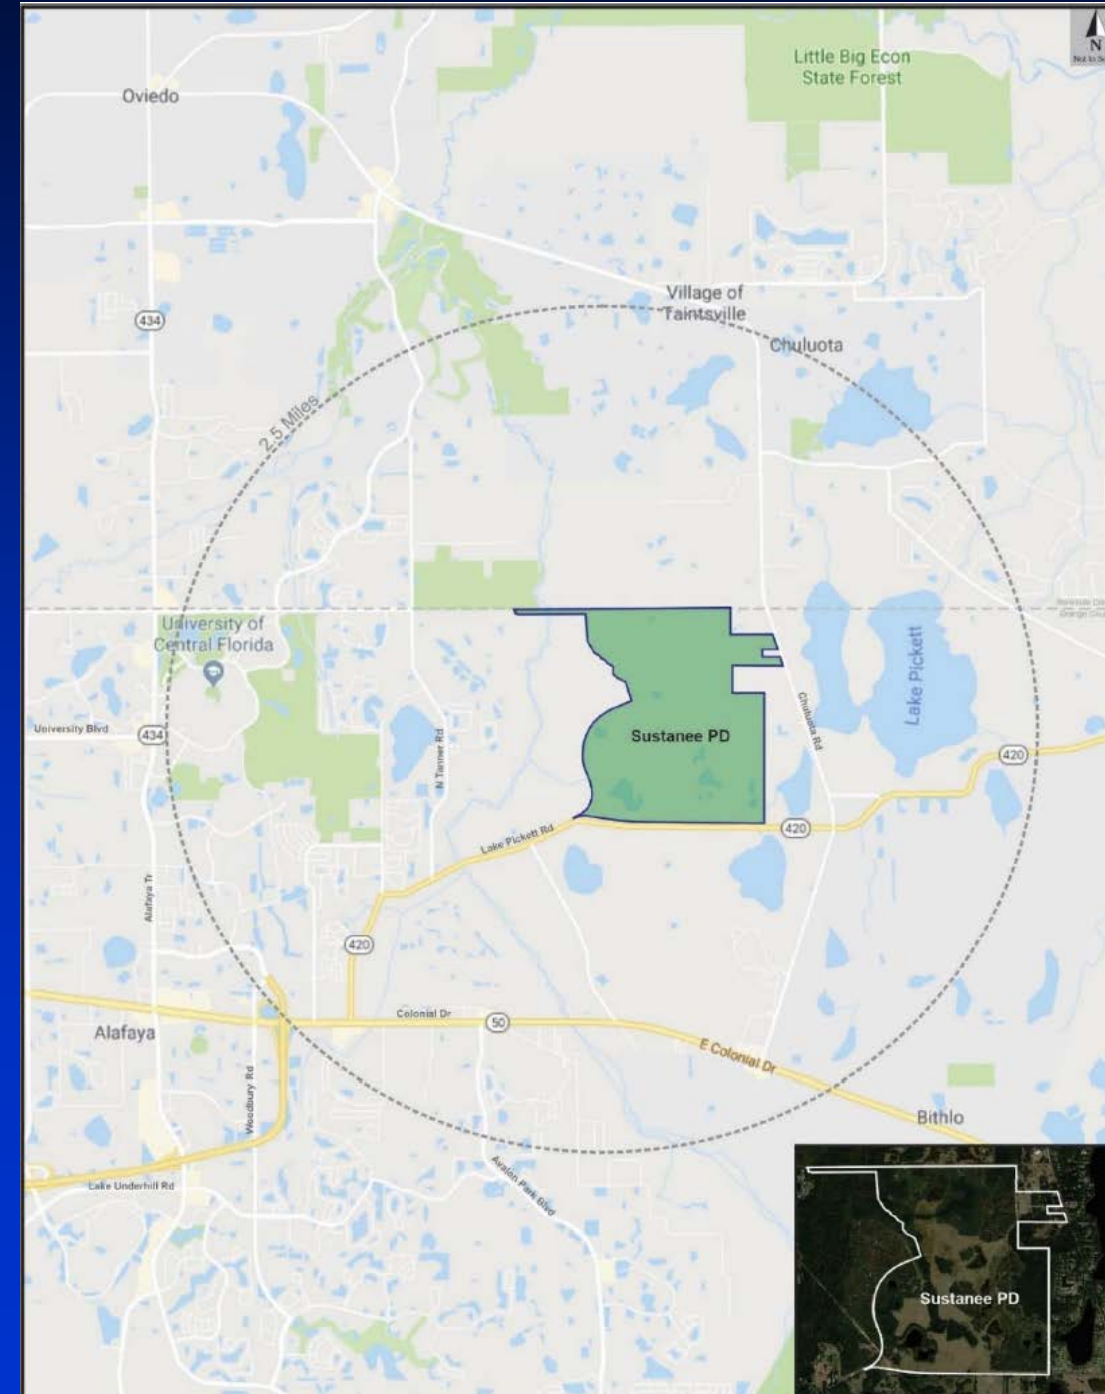 N
Little Big Econ
State Forest
Oviedo
Village of
Taintsville
434
Chuluota
2.5 Miles
University of
Central Florida
Lake Pickett
Chuluota Rd
University Blvd
434
Sustanee PD
N Tanner Rd
420
Lake Pickett Rd
420
Alafaya Tr
420
Colonial Dr
50
Alafaya
E Colonial Dr
Woodbury Rd
Bithlo
Avalon Park Blvd
Lake Underhill Rd
Sustanee PD